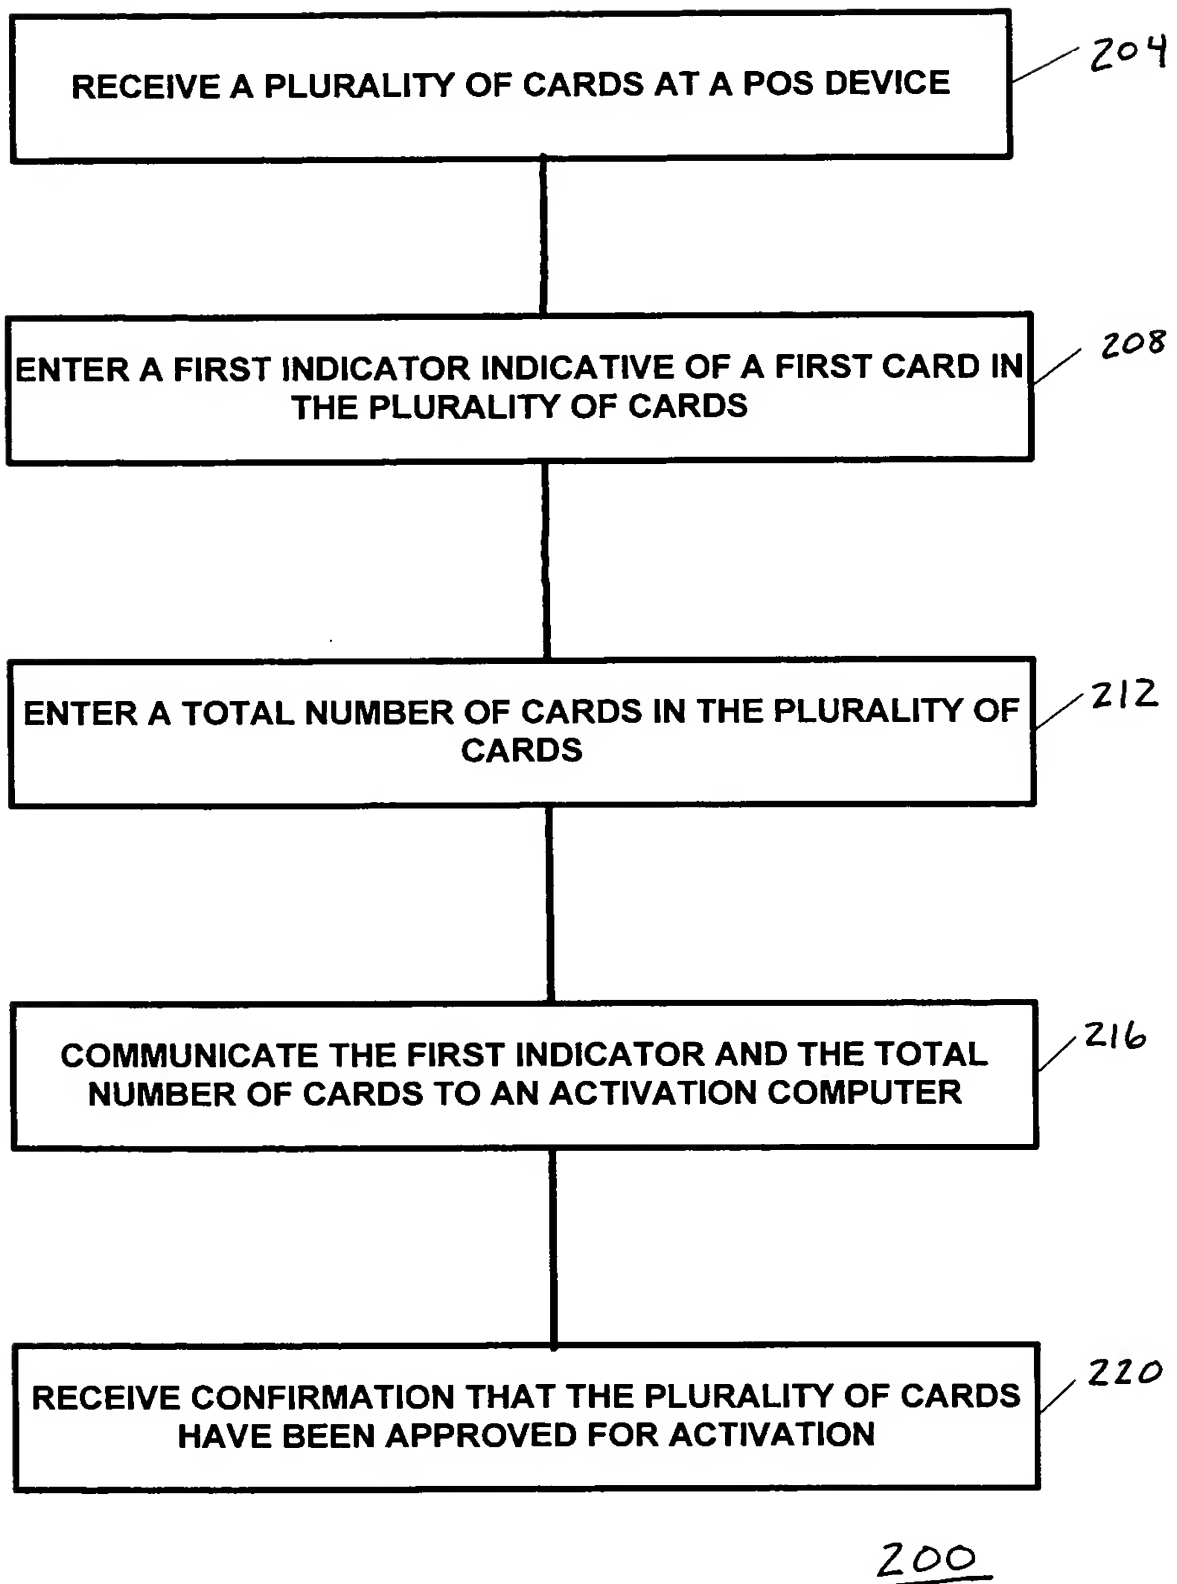 RECEIVE A PLURALITY OF CARDS AT A POS DEVICE
204
ENTER A FIRST INDICATOR INDICATIVE OF A FIRST CARD IN
THE PLURALITY OF CARDS
208
ENTER A TOTAL NUMBER OF CARDS IN THE PLURALITY OF
CARDS
212
COMMUNICATE THE FIRST INDICATOR AND THE TOTAL
NUMBER OF CARDS TO AN ACTIVATION COMPUTER
216
RECEIVE CONFIRMATION THAT THE PLURALITY OF CARDS
HAVE BEEN APPROVED FOR ACTIVATION
220
200